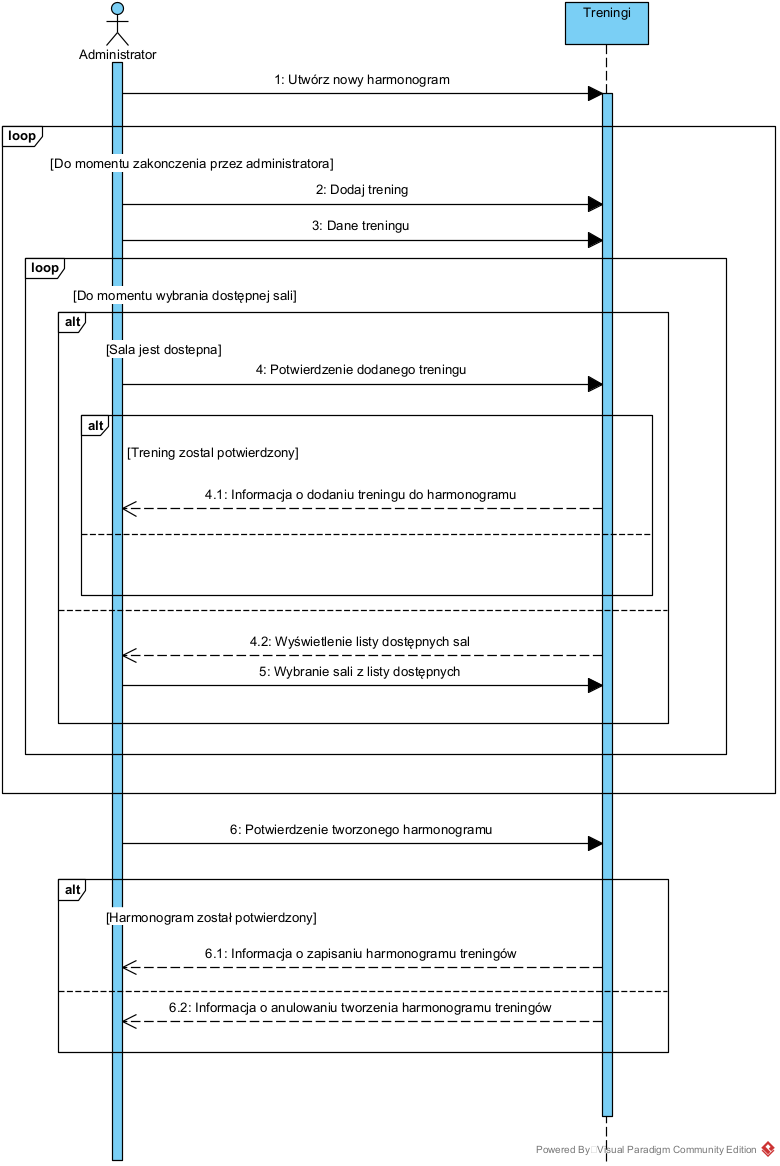 Treningi
Administrator
1: Utwórz nowy harmonogram
loop
[Do momentu zakonczenia przez administratora]
2: Dodaj trening
3: Dane treningu
loop
[Do momentu wybrania dostępnej sali]
alt
[Sala jest dostepna]
4: Potwierdzenie dodanego treningu
alt
[Trening zostal potwierdzony]
4.1: Informacja o dodaniu treningu do harmonogramu
4.2: Wyświetlenie listy dostępnych sal
5: Wybranie sali z listy dostępnych
6: Potwierdzenie tworzonego harmonogramu
alt
[Harmonogram został potwierdzony]
6.1: Informacja o zapisaniu harmonogramu treningów
6.2: Informacja o anulowaniu tworzenia harmonogramu treningów
Powered By Visual Paradigm Community Edition